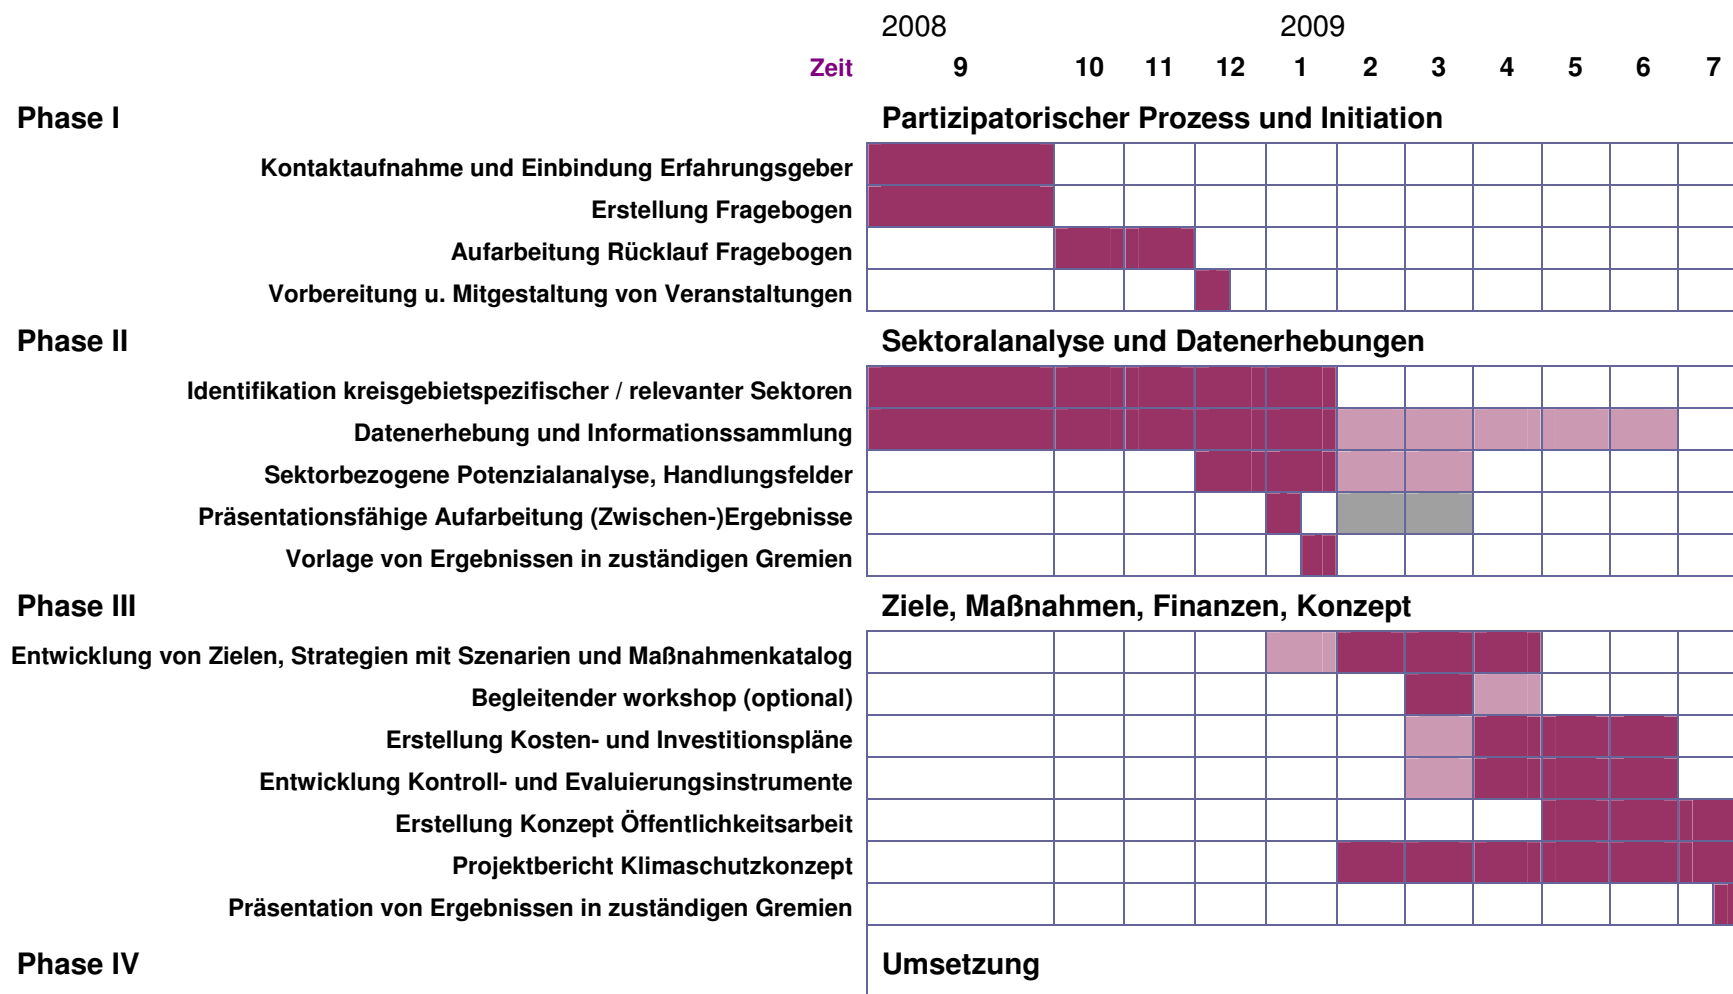 2008 2009
Zeit 9 10 11 12 1 2 3 4 5 6 7
Phase I Partizipatorischer Prozess und Initiation
Kontaktaufnahme und Einbindung Erfahrungsgeber
Erstellung Fragebogen
Aufarbeitung Rücklauf Fragebogen
Vorbereitung u. Mitgestaltung von Veranstaltungen
Phase II Sektoralanalyse und Datenerhebungen
Identifikation kreisgebietspezifischer / relevanter Sektoren
Datenerhebung und Informationssammlung
Sektorbezogene Potenzialanalyse, Handlungsfelder
Präsentationsfähige Aufarbeitung (Zwischen-)Ergebnisse
Vorlage von Ergebnissen in zuständigen Gremien
Phase III Ziele, Maßnahmen, Finanzen, Konzept
Entwicklung von Zielen, Strategien mit Szenarien und Maßnahmenkatalog
Begleitender workshop (optional)
Erstellung Kosten- und Investitionspläne
Entwicklung Kontroll- und Evaluierungsinstrumente
Erstellung Konzept Öffentlichkeitsarbeit
Projektbericht Klimaschutzkonzept
Präsentation von Ergebnissen in zuständigen Gremien
Phase IV Umsetzung